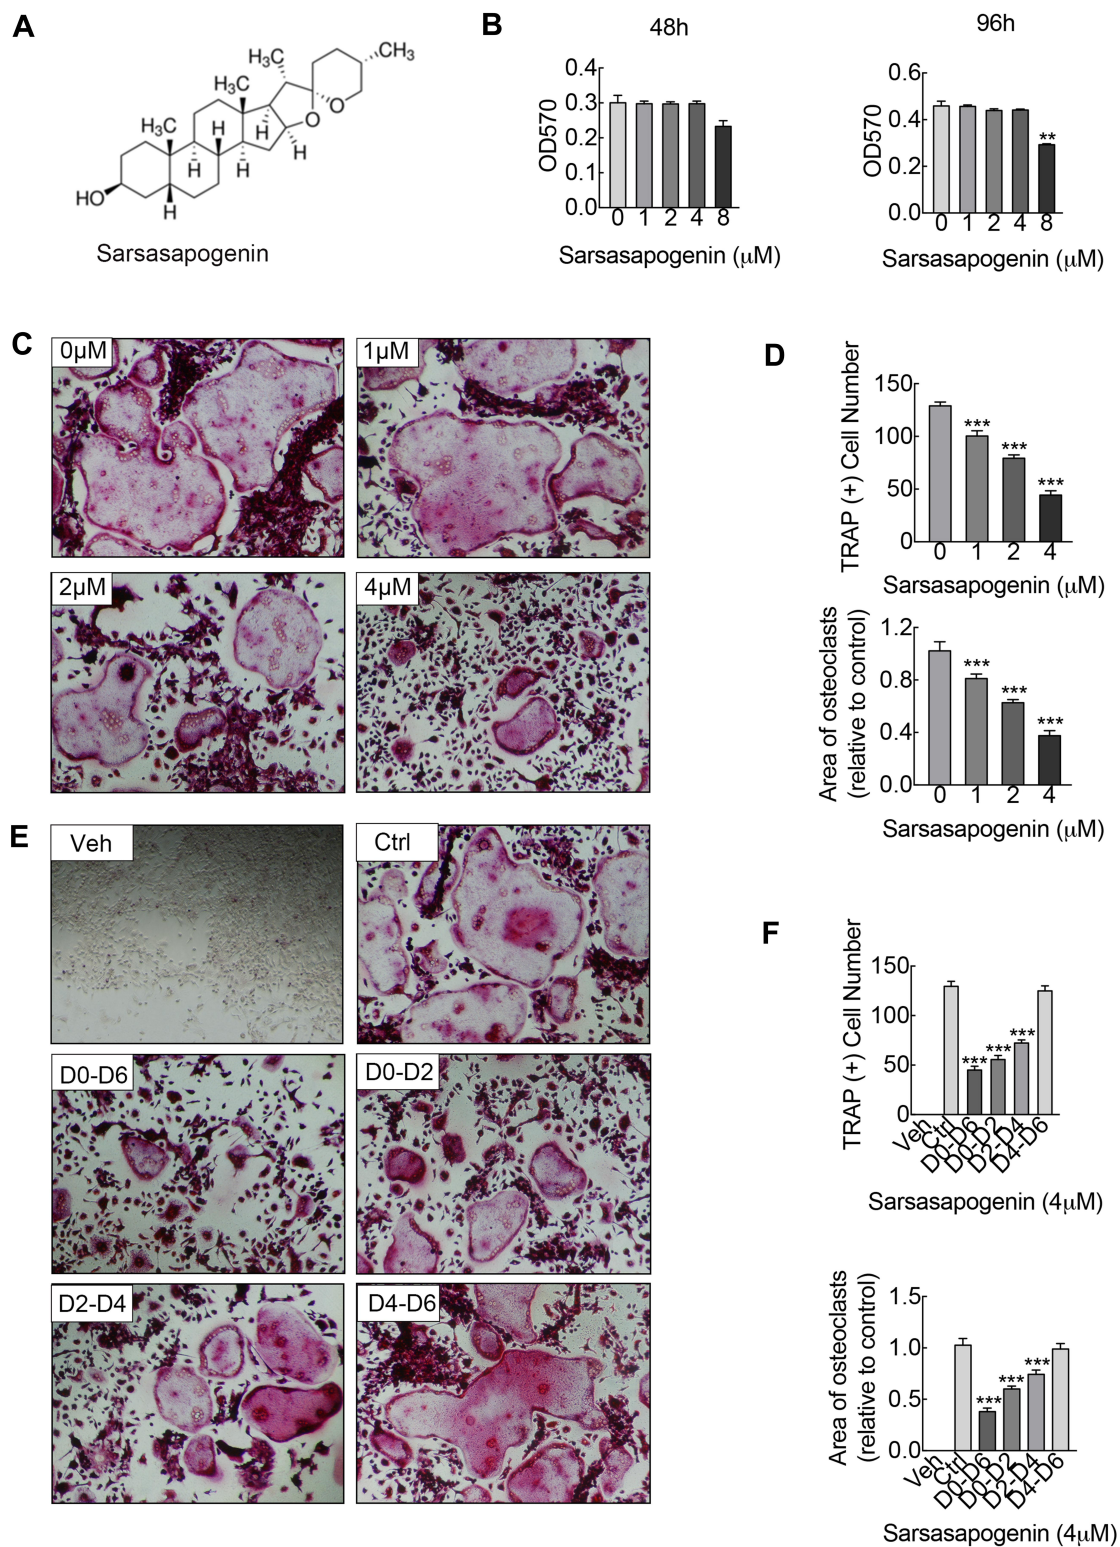 A
H₃C
CH₃
H₃C
O
H₃C
O
H
H
H
H
H
HO
H
Sarsasapogenin
B
48h
OD570
0.4
0.3
0.2
0.1
0.0
0 1 2 4 8
Sarsasapogenin (μM)
96h
OD570
0.6
0.4
0.2
0.0
**
0 1 2 4 8
Sarsasapogenin (μM)
C
0μM
1μM
2μM
4μM
D
TRAP (+) Cell Number
150
100
50
0
***
***
***
0 1 2 4
Sarsasapogenin (μM)
Area of osteoclasts
(relative to control)
1.2
0.8
0.4
0.0
***
***
***
0 1 2 4
Sarsasapogenin (μM)
E
Veh
Ctrl
D0-D6
D0-D2
D2-D4
D4-D6
F
TRAP (+) Cell Number
150
100
50
0
***
***
***
Veh
Ctrl
D0-D6
D0-D2
D2-D4
D4-D6
Sarsasapogenin (4μM)
Area of osteoclasts
(relative to control)
1.5
1.0
0.5
0.0
***
***
***
Veh
Ctrl
D0-D6
D0-D2
D2-D4
D4-D6
Sarsasapogenin (4μM)